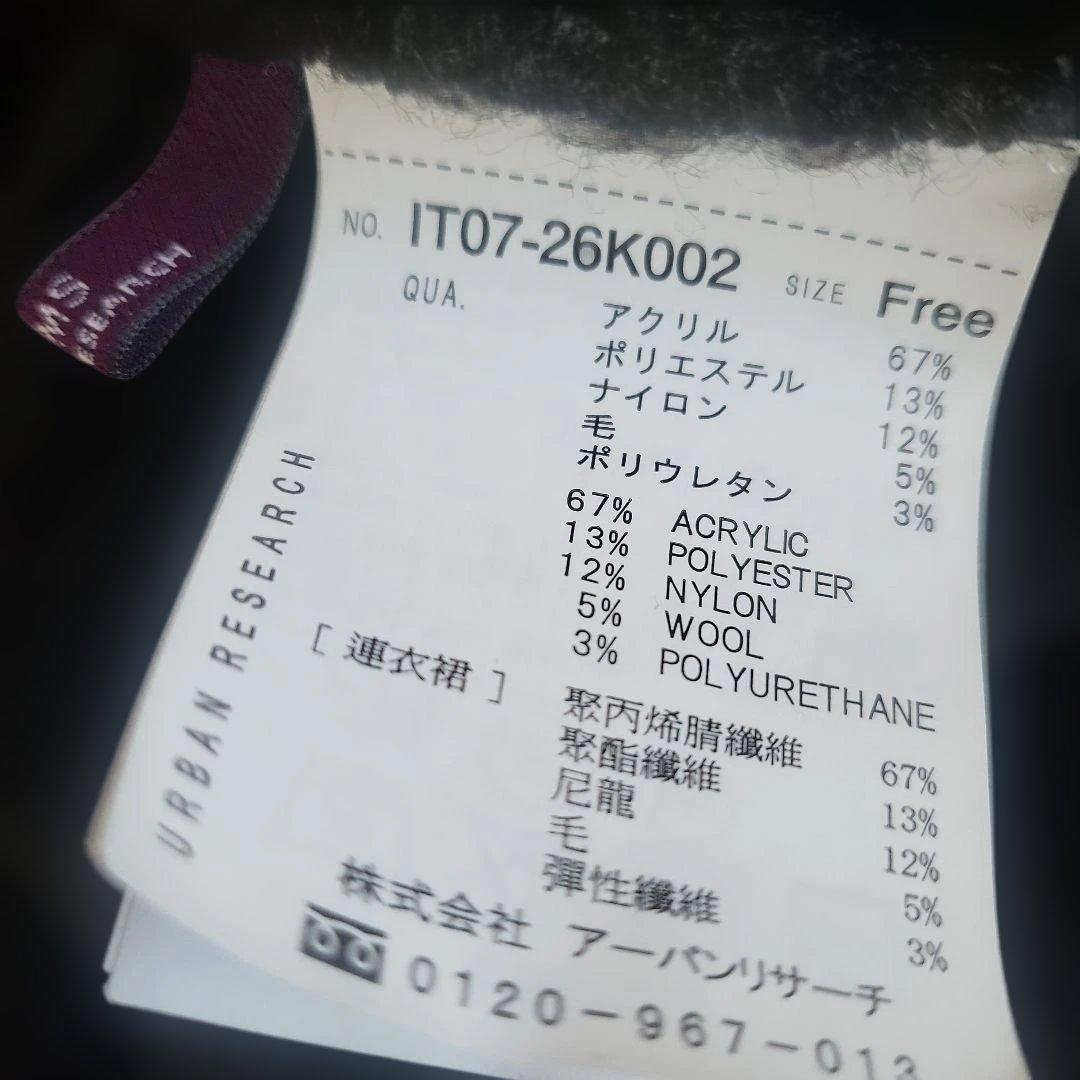 NO. IT07-26K002 SIZE Free
QUA.
アクリル 67%
ポリエステル 13%
ナイロン 12%
毛 5%
ポリウレタン 3%
67% ACRYLIC
13% POLYESTER
12% NYLON
5% WOOL
3% POLYURETHANE
[ 連衣裙 ]
聚丙烯腈纖維 67%
聚酯纖維 13%
尼龍 12%
毛 5%
彈性纖維 3%
株式会社 アーバンリサーチ
0120-967-013
URBAN RESEARCH
MS
SEARCH